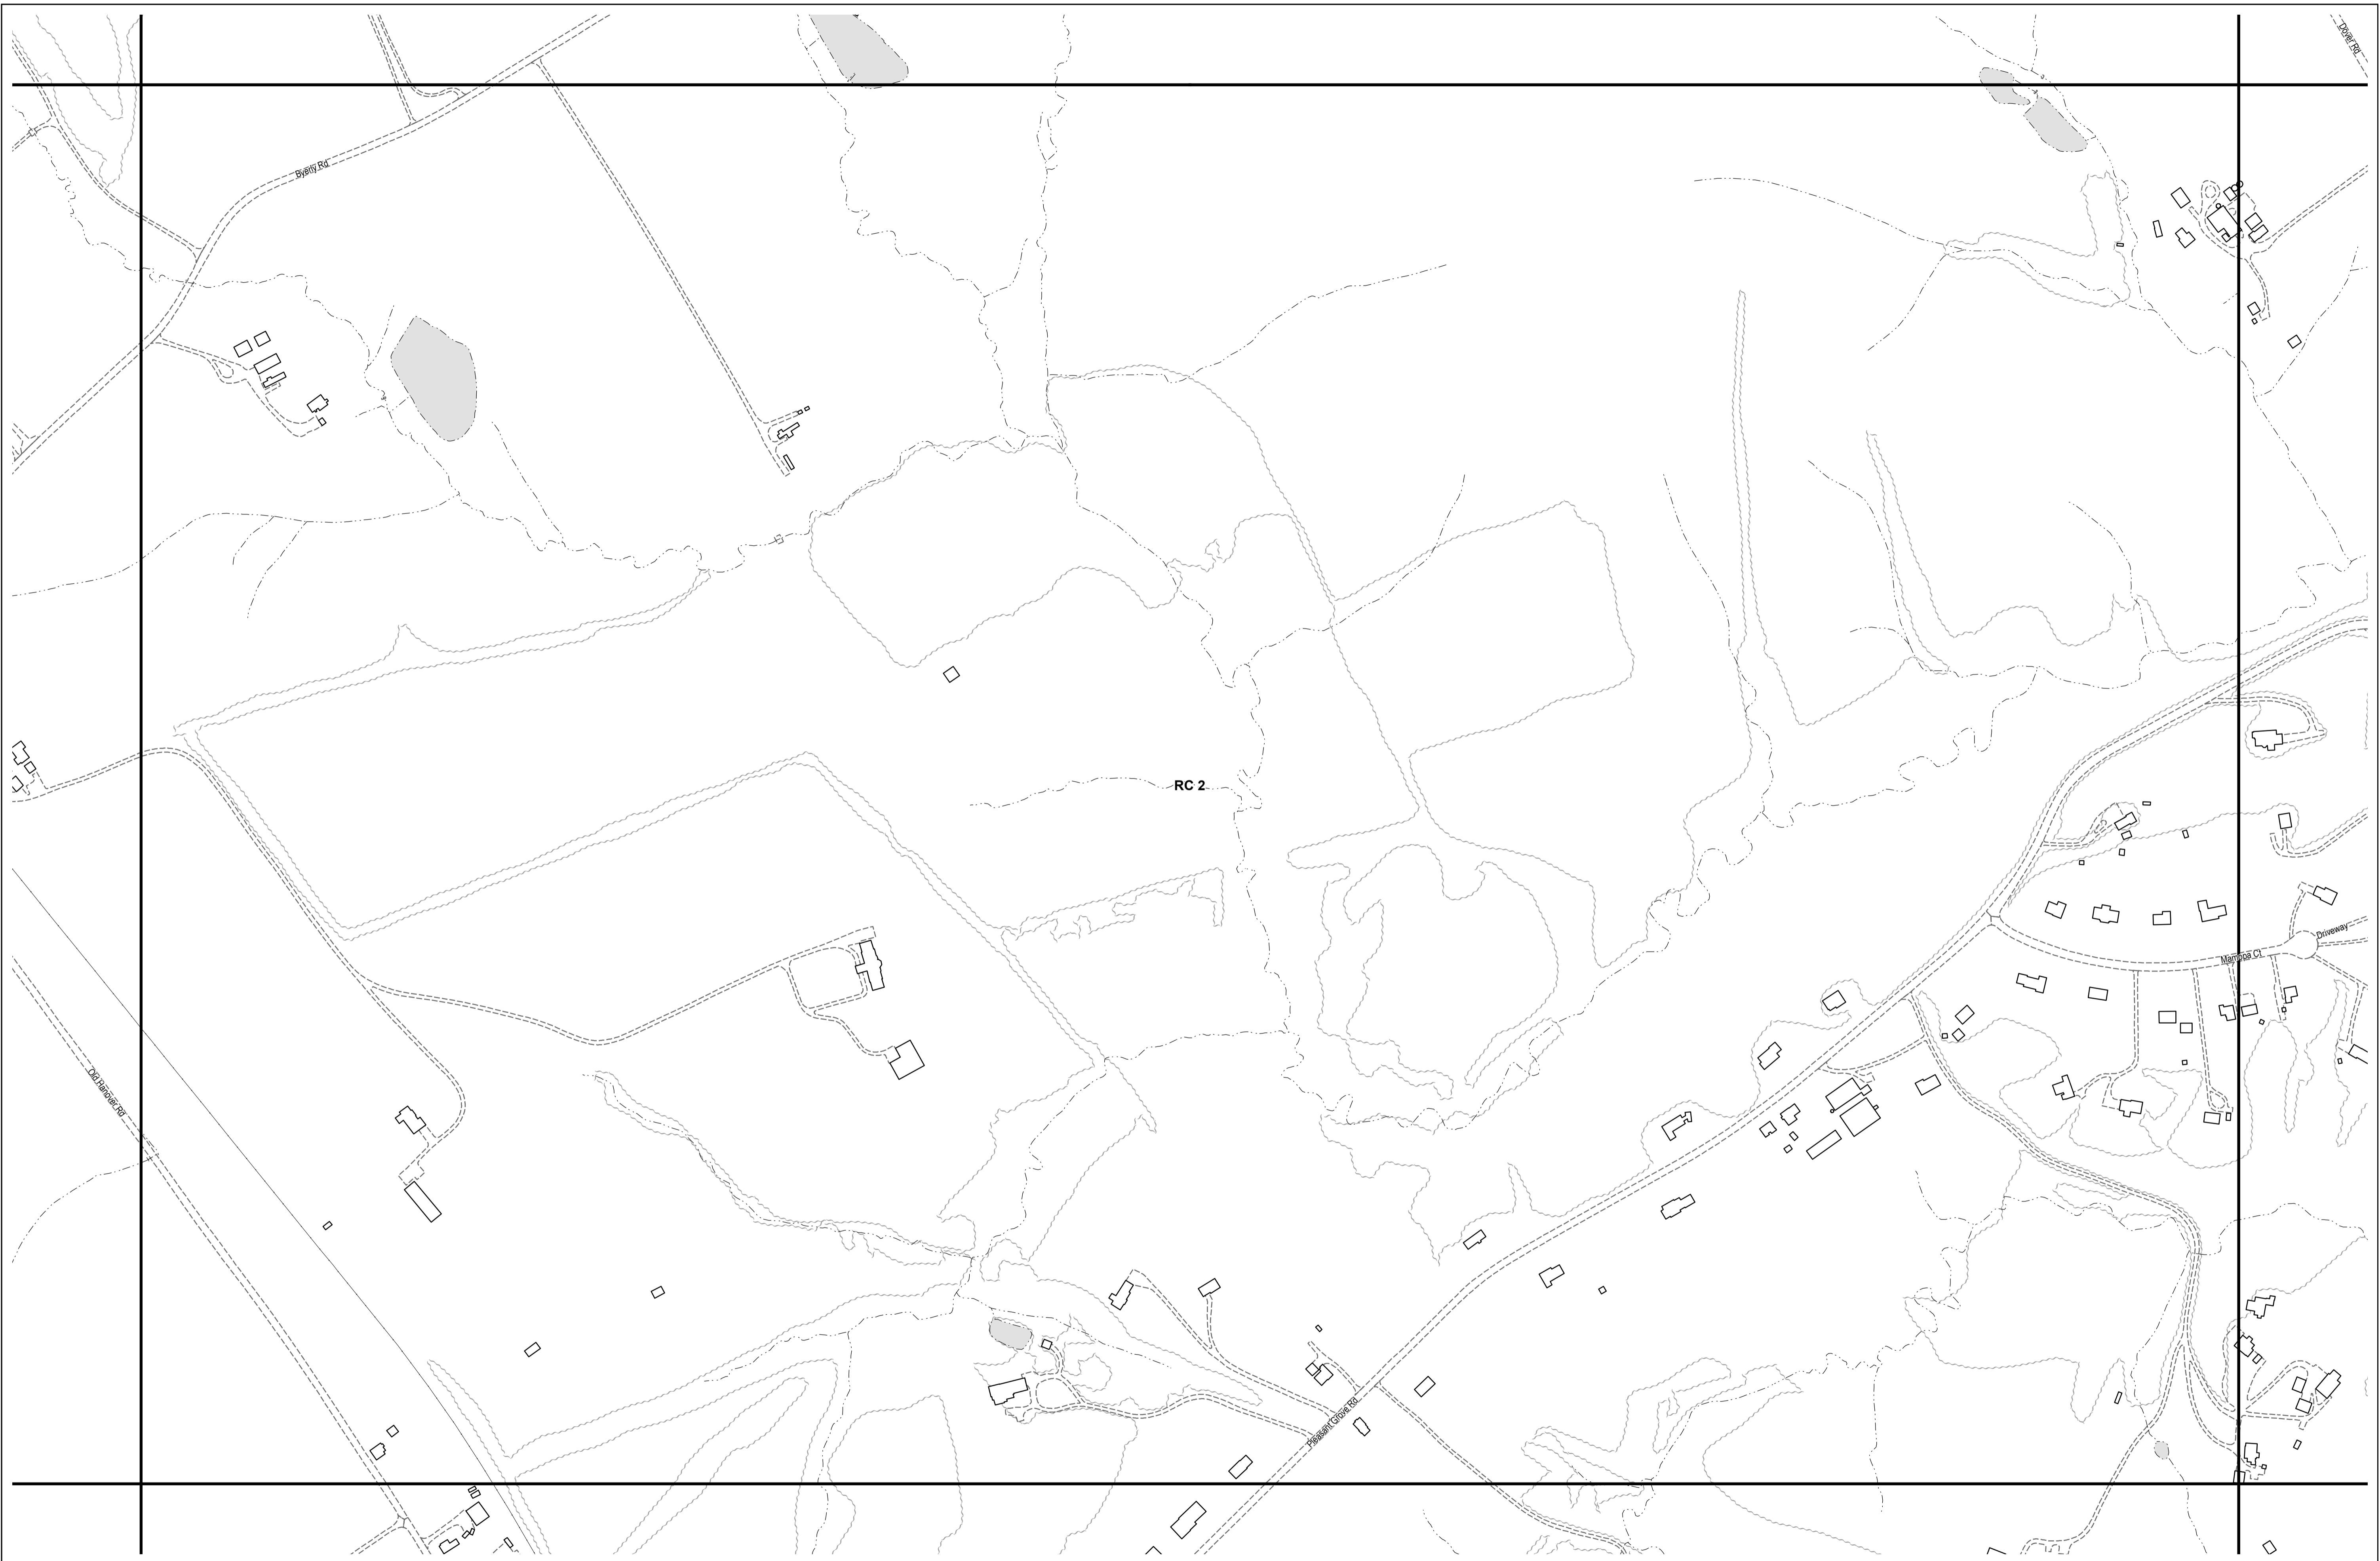 Dover Rd
Byerly Rd
RC 2
Driveway
Mamopa Ct
Old Hanover Rd
Pleasant Grove Rd